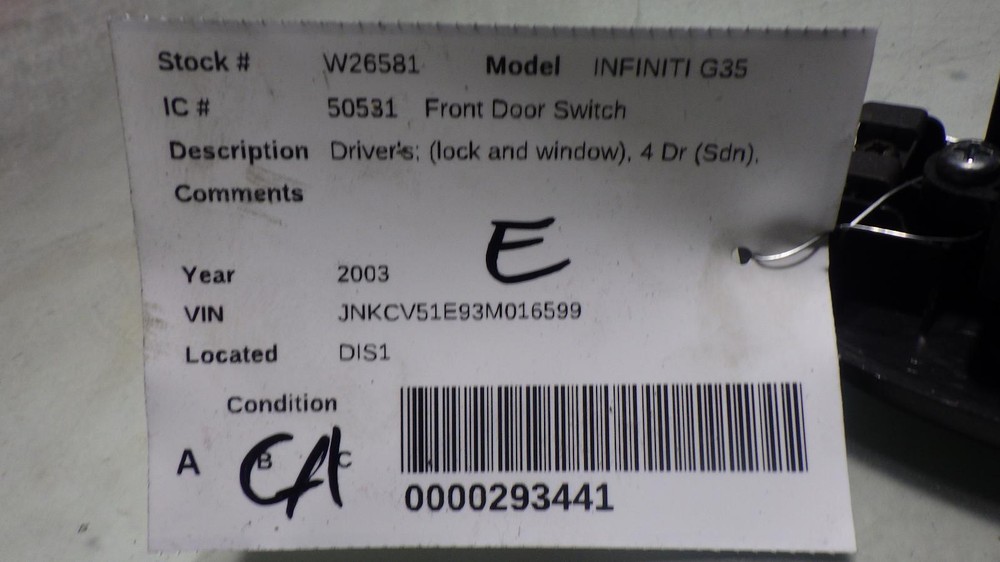 Stock # W26581 Model INFINITI G35
IC # 50531 Front Door Switch
Description Driver's; (lock and window), 4 Dr (Sdn),
Comments
E
Year 2003
VIN JNKCV51E93M016599
Located DIS1
Condition
A B C
0000293441